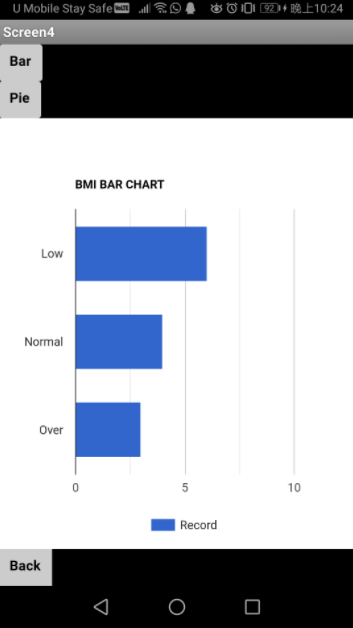 U Mobile Stay Safe VoLTE 92 晚上10:24
Screen4
Bar
Pie
BMI BAR CHART
Low
Normal
Over
0 5 10
Record
Back